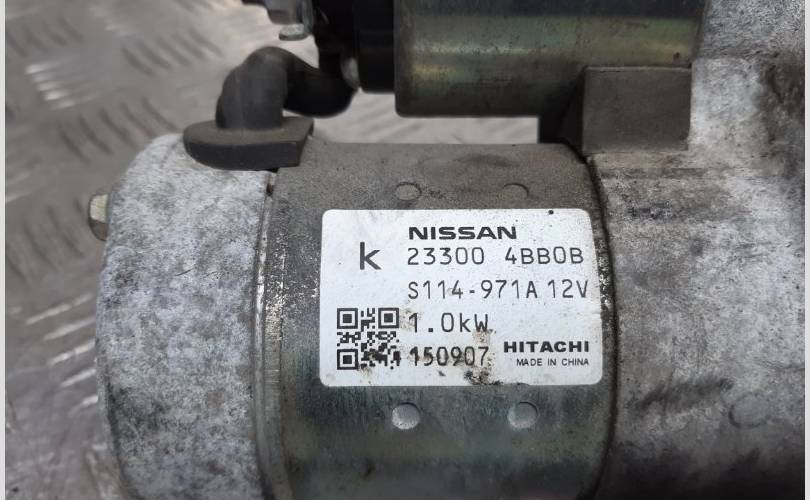 NISSAN
K 23300 4BB0B
S114-971A 12V
1.0kW
150907 HITACHI
MADE IN CHINA